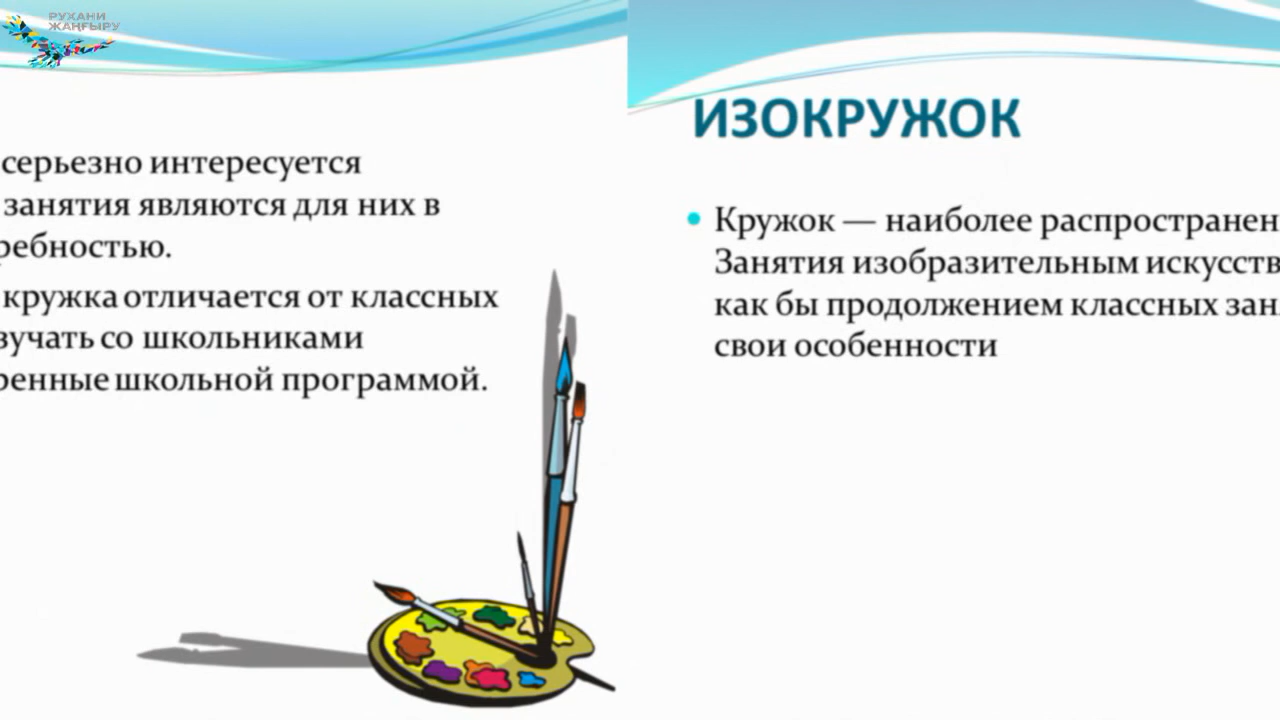 РУХАНИ
ЖАҢҒЫРУ
серьезно интересуется
занятия являются для них в
ребностью.
кружка отличается от классных
зучать со школьниками
ренные школьной программой.
ИЗОКРУЖОК
Кружок — наиболее распространен
Занятия изобразительным искусств
как бы продолжением классных зан
свои особенности